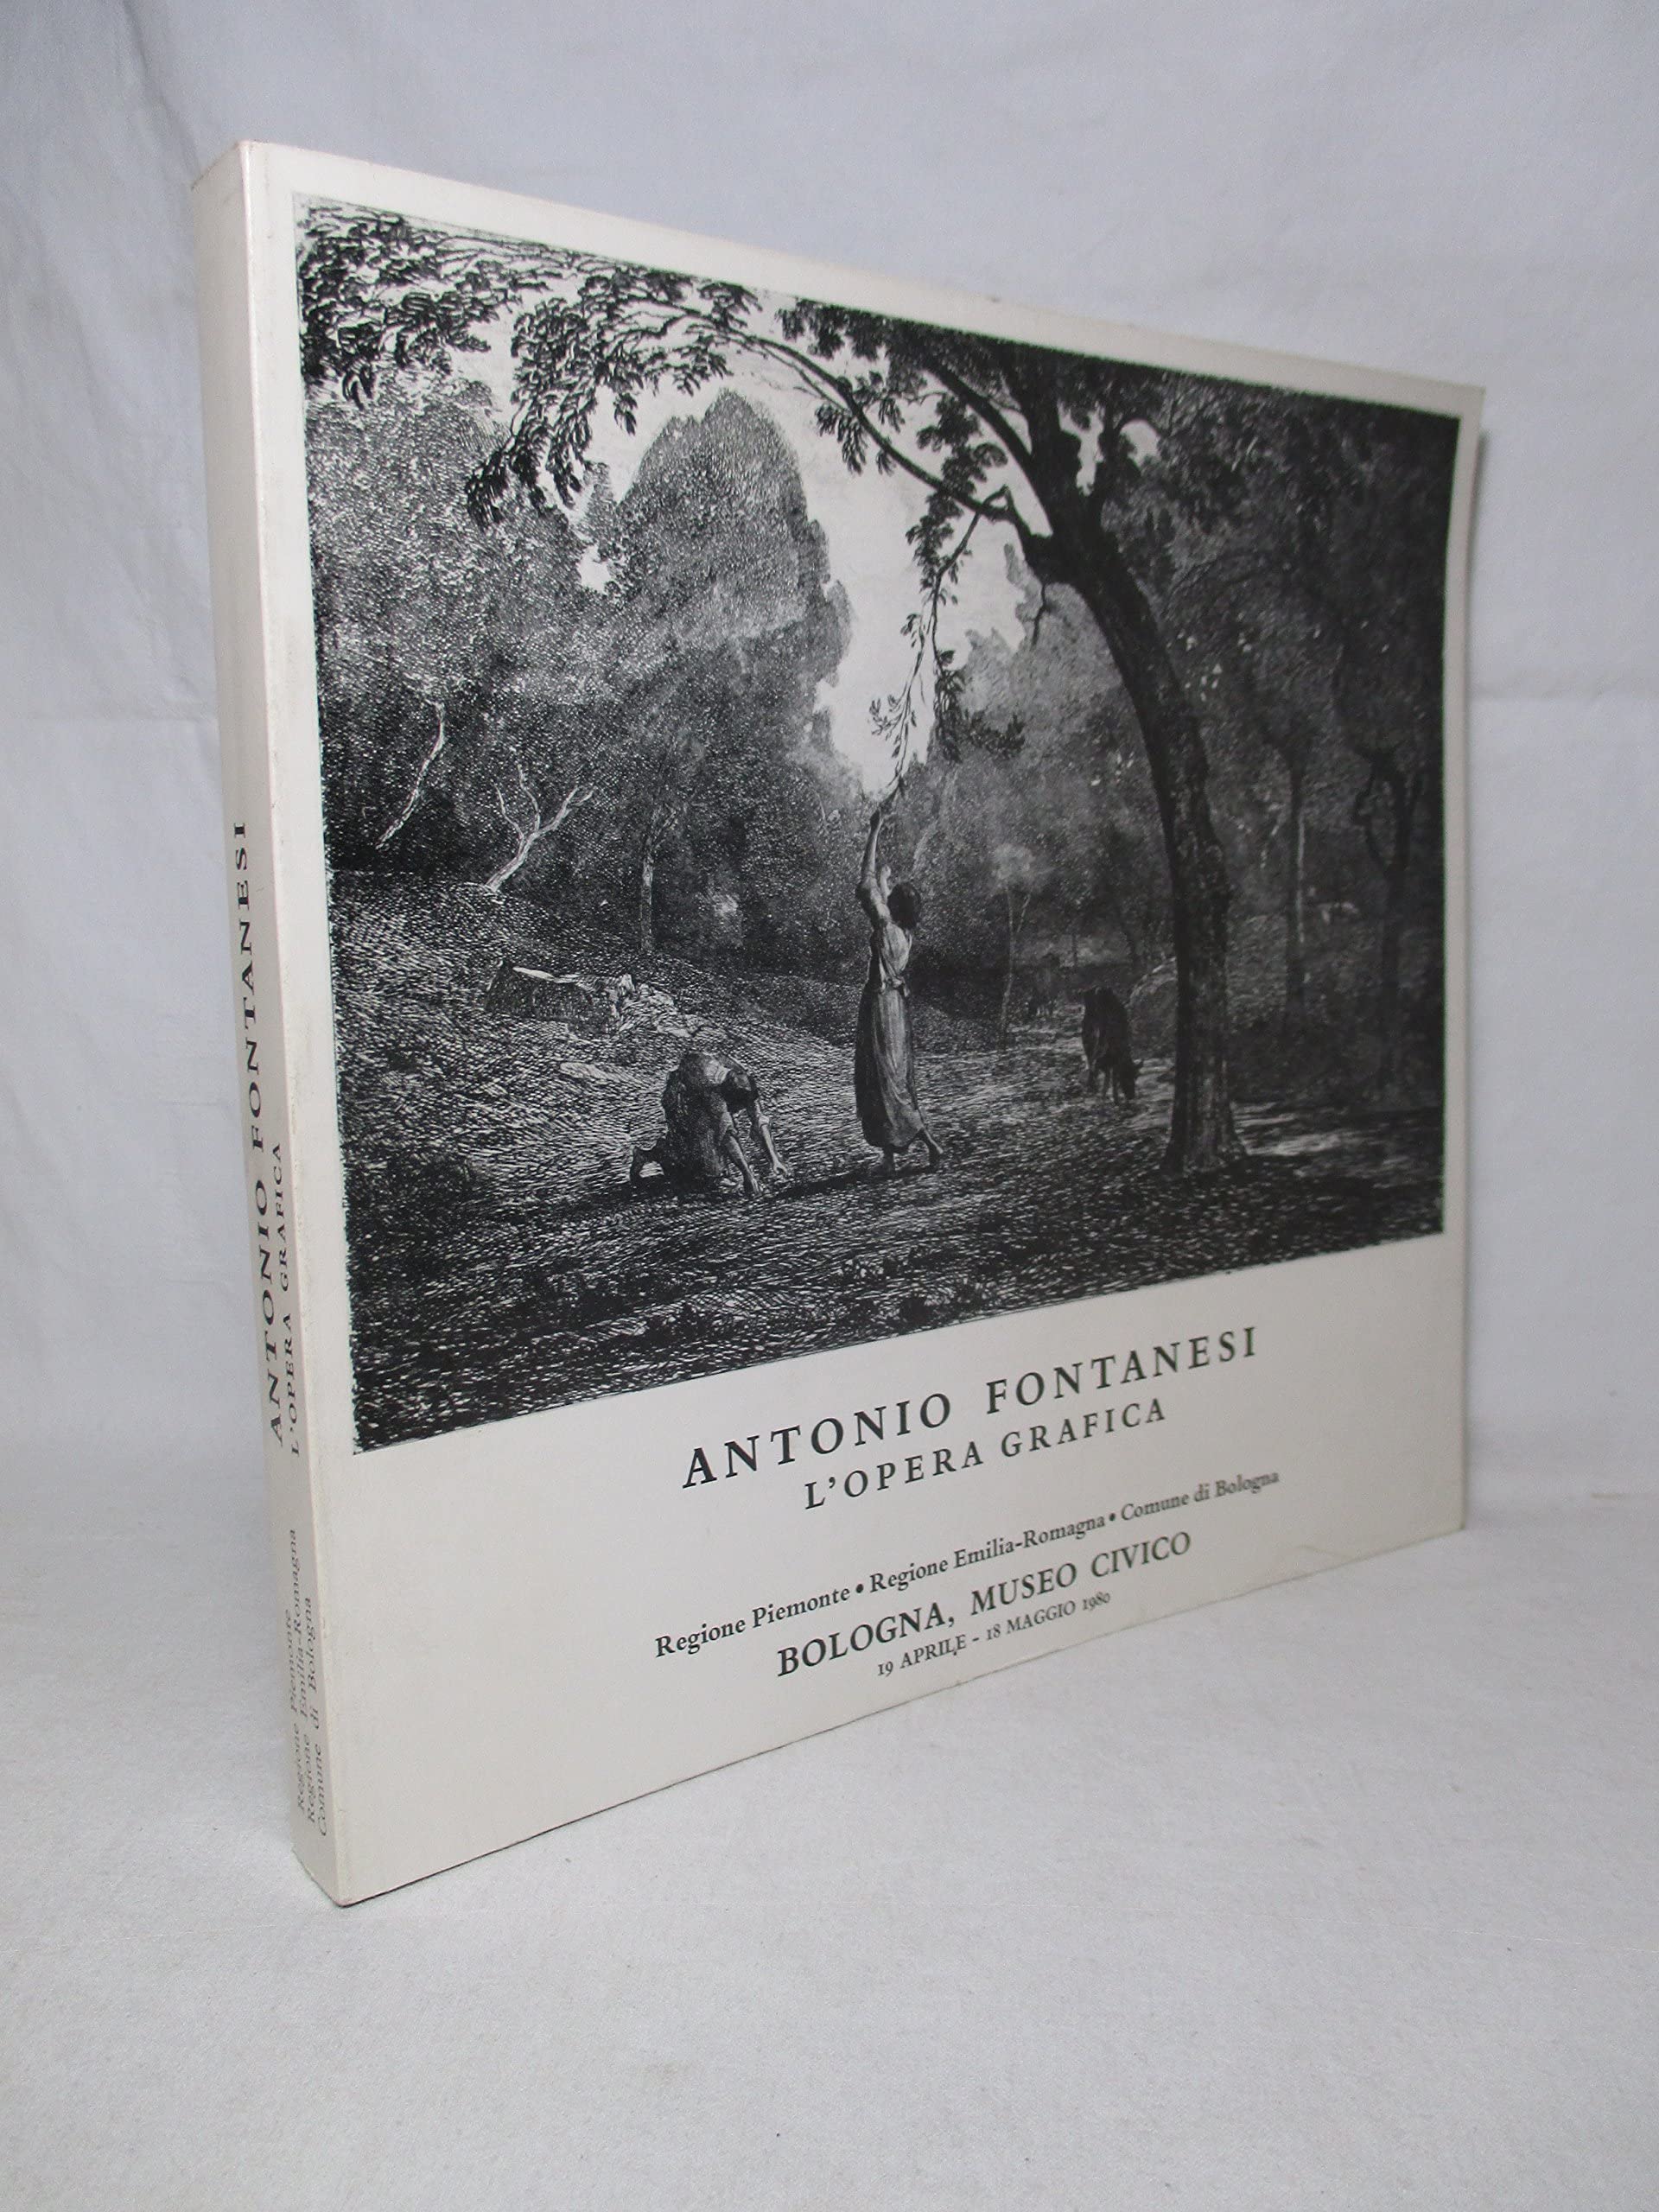 ANTONIO FONTANESI
L'OPERA GRAFICA
Regione Piemonte
Regione Emilia-Romagna
Comune di Bologna
ANTONIO FONTANESI
L'OPERA GRAFICA
Regione Piemonte • Regione Emilia-Romagna • Comune di Bologna
BOLOGNA, MUSEO CIVICO
19 APRILE - 18 MAGGIO 1980